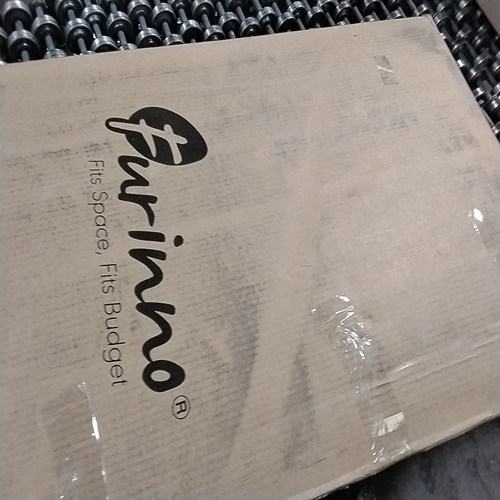 Furinno®
Fits Space, Fits Budget